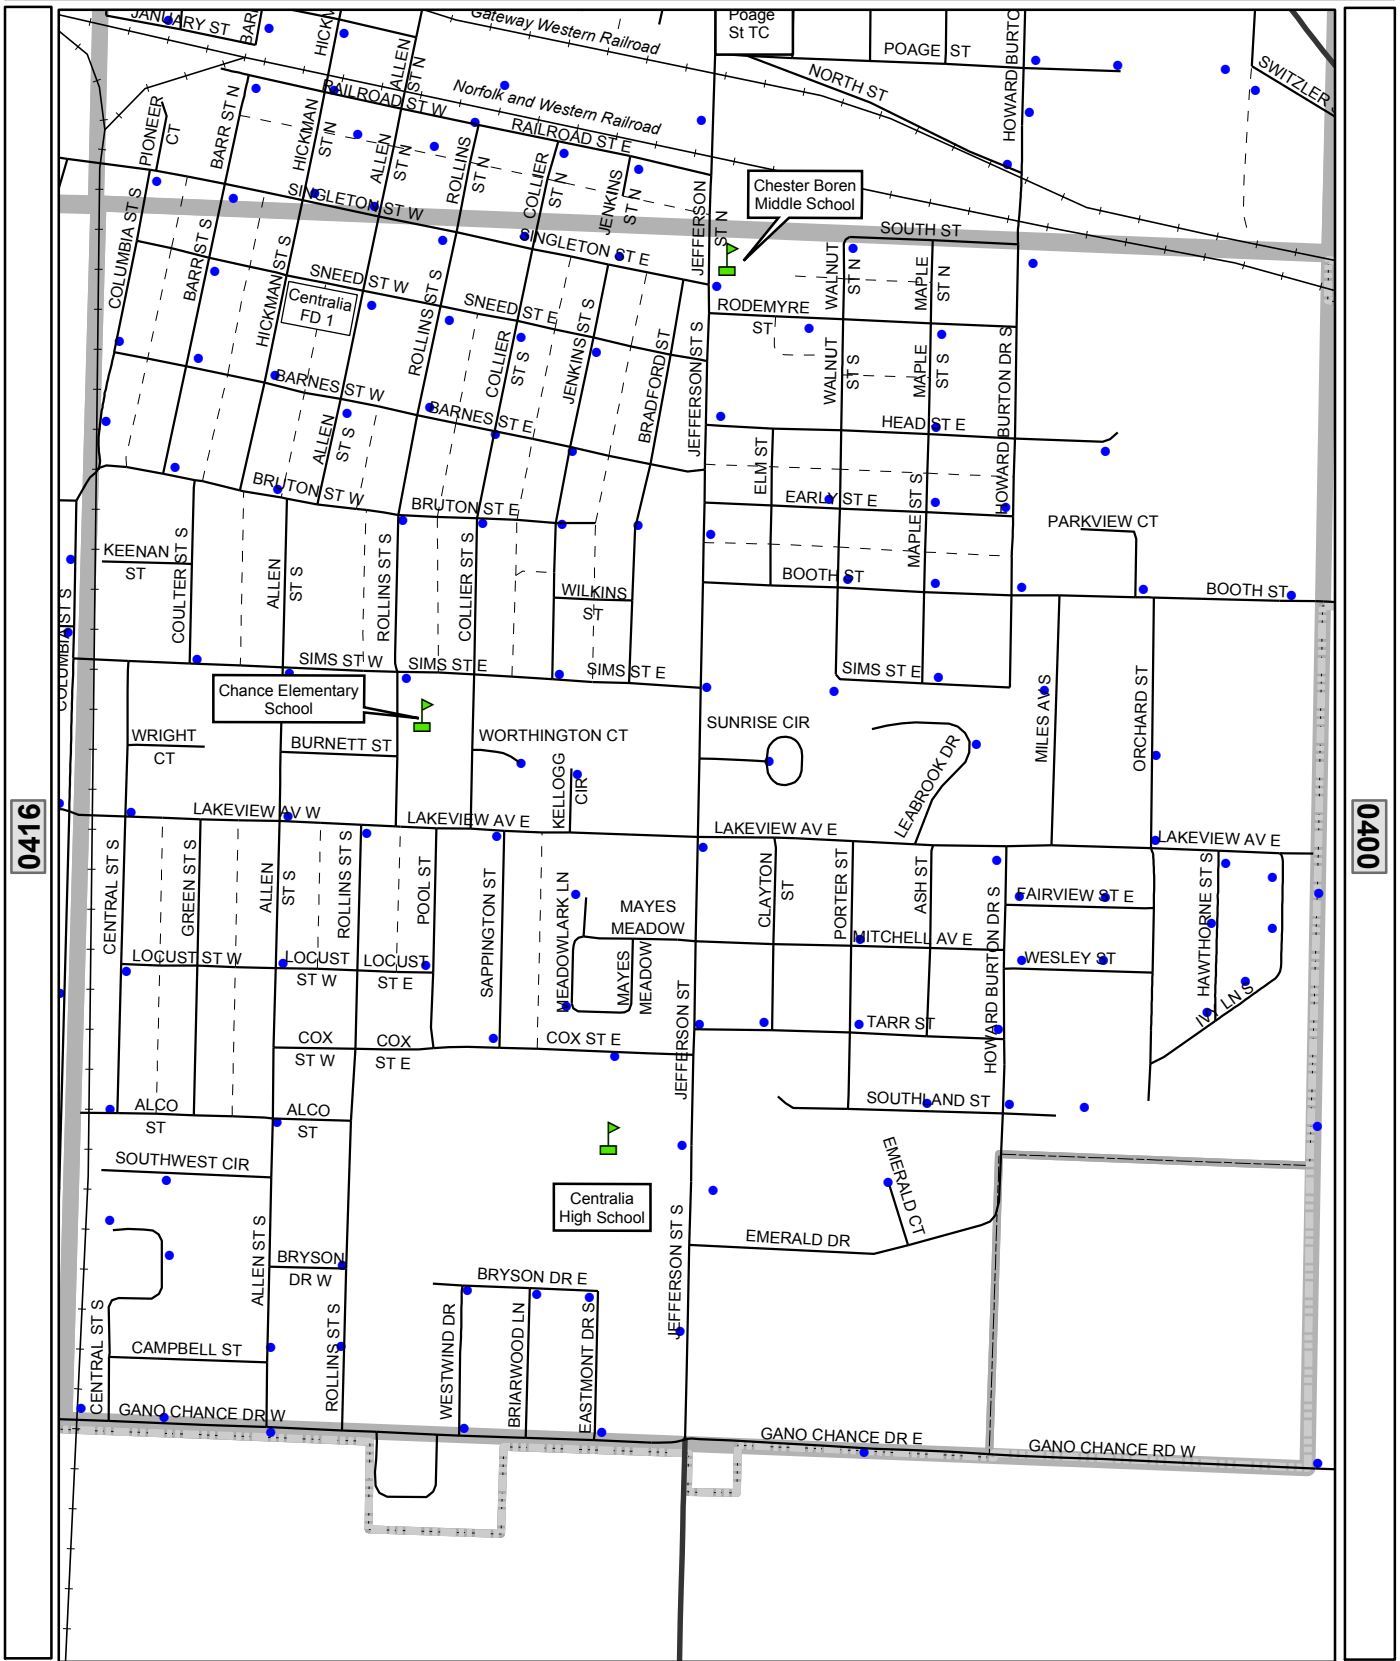 JANUARY ST
Gateway Western Railroad
Poage
St TC
POAGE ST
HOWARD BURTO
SWITZLER
BAR
HICKM
ALLEN
ST N
NORTH ST
Norfolk and Western Railroad
RAILROAD ST W
RAILROAD ST E
PIONEER
CT
BARR ST N
HICKMAN
ST N
ALLEN
ST N
ROLLINS
ST N
COLLIER
ST N
JENKINS
ST N
JEFFERSON
ST N
Chester Boren
Middle School
SINGLETON ST W
SINGLETON ST E
SOUTH ST
COLUMBIA ST S
BARR ST S
HICKMAN ST S
SNEED ST W
SNEED ST E
Centralia
FD 1
ROLLINS ST S
COLLIER
ST S
JENKINS ST S
BRADFORD ST
JEFFERSON ST S
RODEMYRE
ST
WALNUT
ST N
MAPLE
ST N
WALNUT
ST S
MAPLE
ST S
HOWARD BURTON DR S
BARNES ST W
BARNES ST E
ALLEN
ST S
HEAD ST E
ELM ST
BRUTON ST W
BRUTON ST E
EARLY ST E
MAPLE ST S
PARKVIEW CT
KEENAN
ST
COULTER ST S
ALLEN
ST S
ROLLINS ST S
COLLIER ST S
WILKINS
ST
BOOTH ST
BOOTH ST
COLUMBIA ST S
SIMS ST W
SIMS ST E
SIMS ST E
SIMS ST E
Chance Elementary
School
MILES AV S
ORCHARD ST
WRIGHT
CT
BURNETT ST
WORTHINGTON CT
KELLOGG
CIR
SUNRISE CIR
LEABROOK DR
0416
0400
LAKEVIEW AV W
LAKEVIEW AV E
LAKEVIEW AV E
LAKEVIEW AV E
CENTRAL ST S
GREEN ST S
ALLEN
ST S
ROLLINS ST S
POOL ST
SAPPINGTON ST
MEADOWLARK LN
MAYES
MEADOW
MAYES
MEADOW
CLAYTON
ST
PORTER ST
ASH ST
HOWARD BURTON DR S
FAIRVIEW ST E
HAWTHORNE ST S
MITCHELL AV E
WESLEY ST
LOCUST ST W
LOCUST
ST W
LOCUST
ST E
IVY LN S
JEFFERSON ST
TARR ST
COX
ST W
COX
ST E
COX ST E
ALCO
ST
ALCO
ST
SOUTHLAND ST
SOUTHWEST CIR
EMERALD CT
Centralia
High School
EMERALD DR
ALLEN ST S
BRYSON
DR W
BRYSON DR E
JEFFERSON ST S
CENTRAL ST S
CAMPBELL ST
ROLLINS ST S
WESTWIND DR
BRIARWOOD LN
EASTMONT DR S
GANO CHANCE DR W
GANO CHANCE DR E
GANO CHANCE RD W